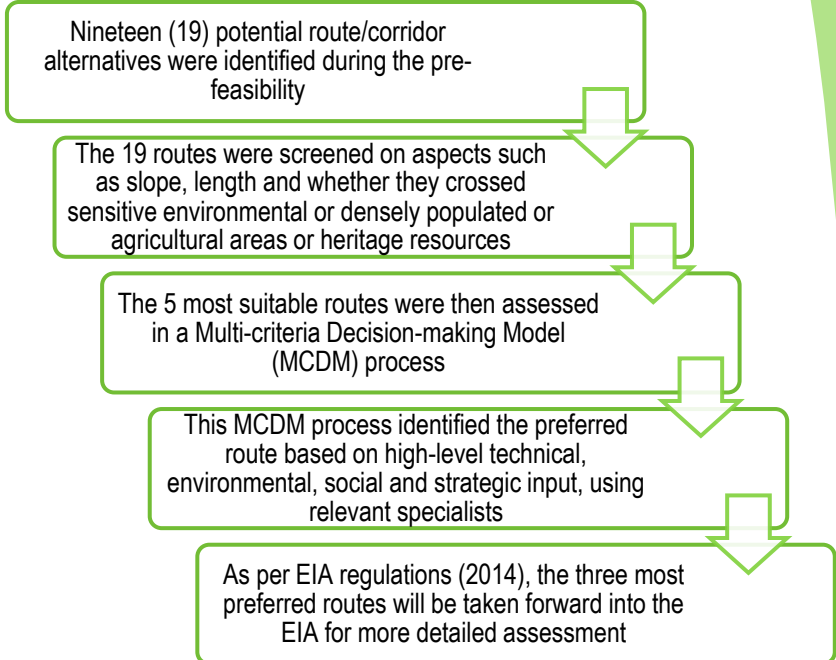 Nineteen (19) potential route/corridor
alternatives were identified during the pre-
feasibility
The 19 routes were screened on aspects such
as slope, length and whether they crossed
sensitive environmental or densely populated or
agricultural areas or heritage resources
The 5 most suitable routes were then assessed
in a Multi-criteria Decision-making Model
(MCDM) process
This MCDM process identified the preferred
route based on high-level technical,
environmental, social and strategic input, using
relevant specialists
As per EIA regulations (2014), the three most
preferred routes will be taken forward into the
EIA for more detailed assessment